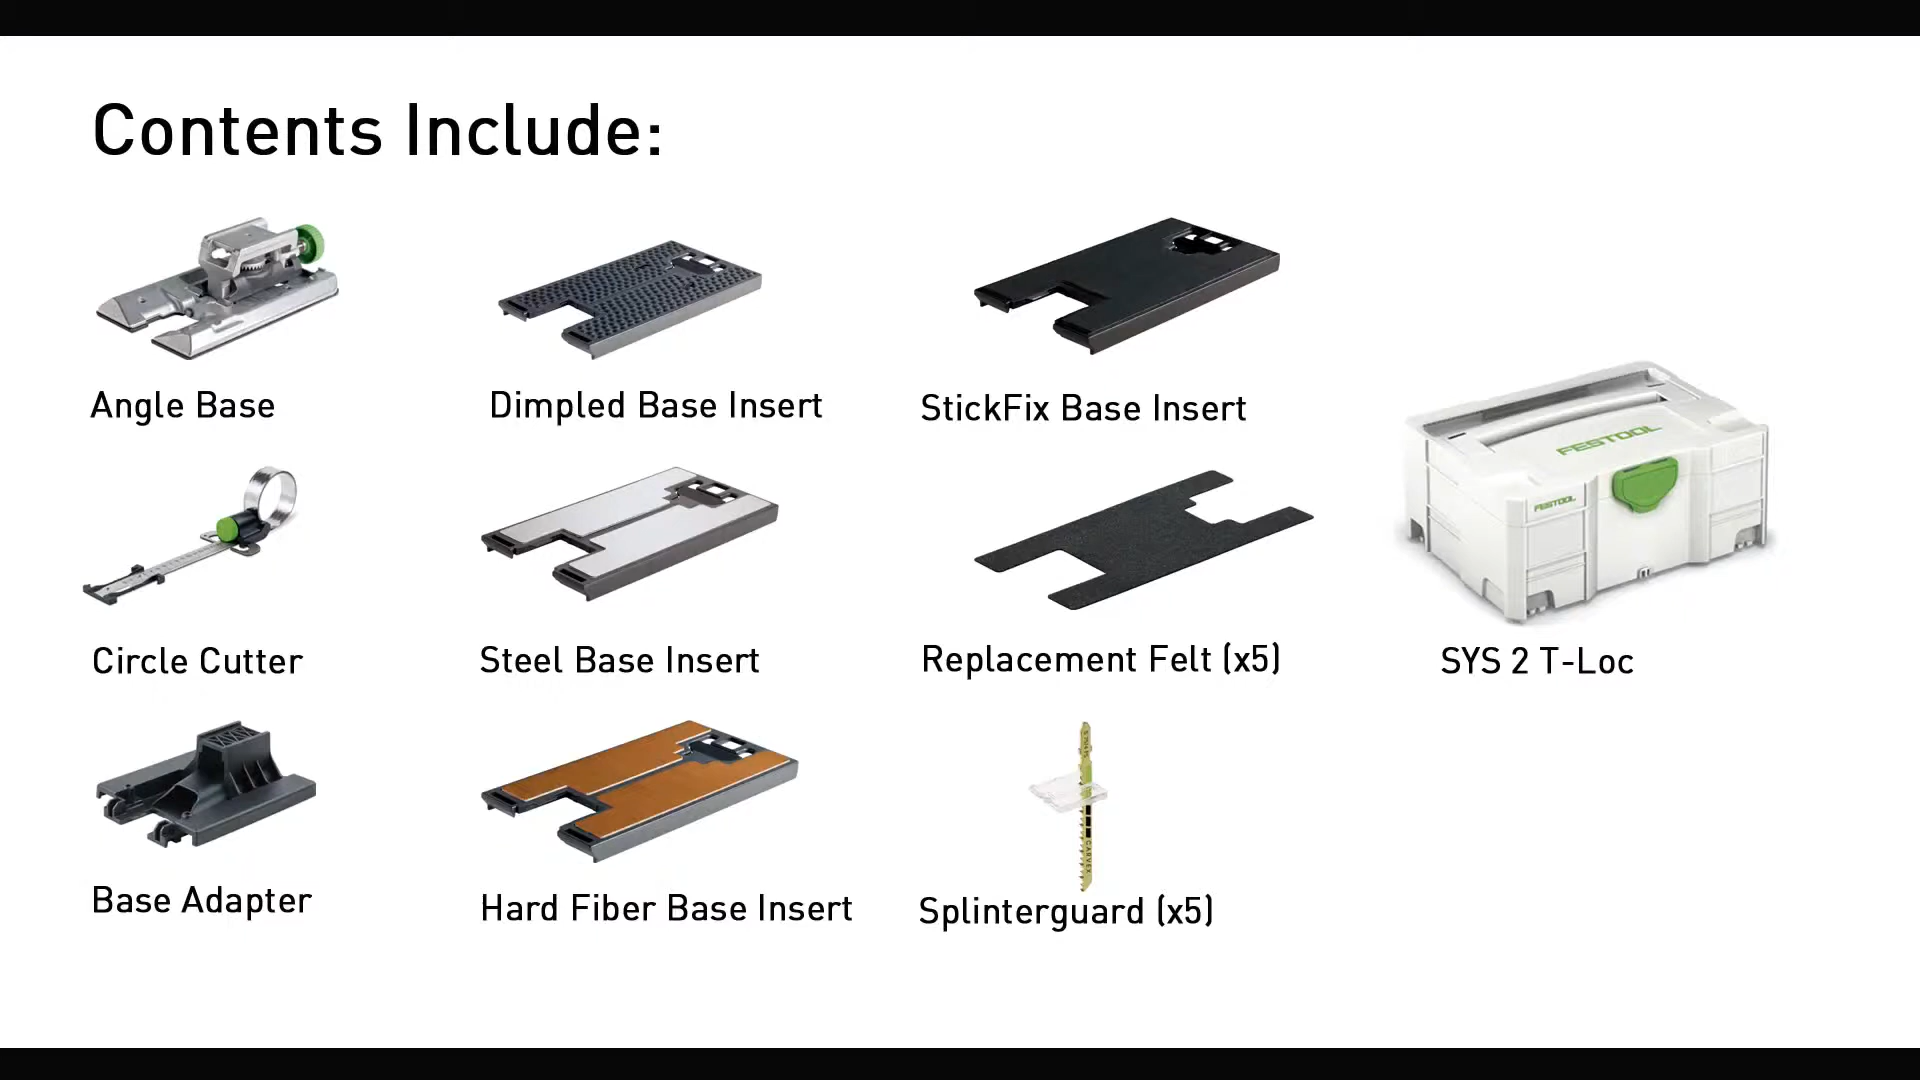 Contents Include:
Angle Base
Dimpled Base Insert
StickFix Base Insert
Circle Cutter
Steel Base Insert
Replacement Felt (x5)
FESTOOL
FESTOOL
SYS 2 T-Loc
Base Adapter
Hard Fiber Base Insert
CARVEX
Splinterguard (x5)